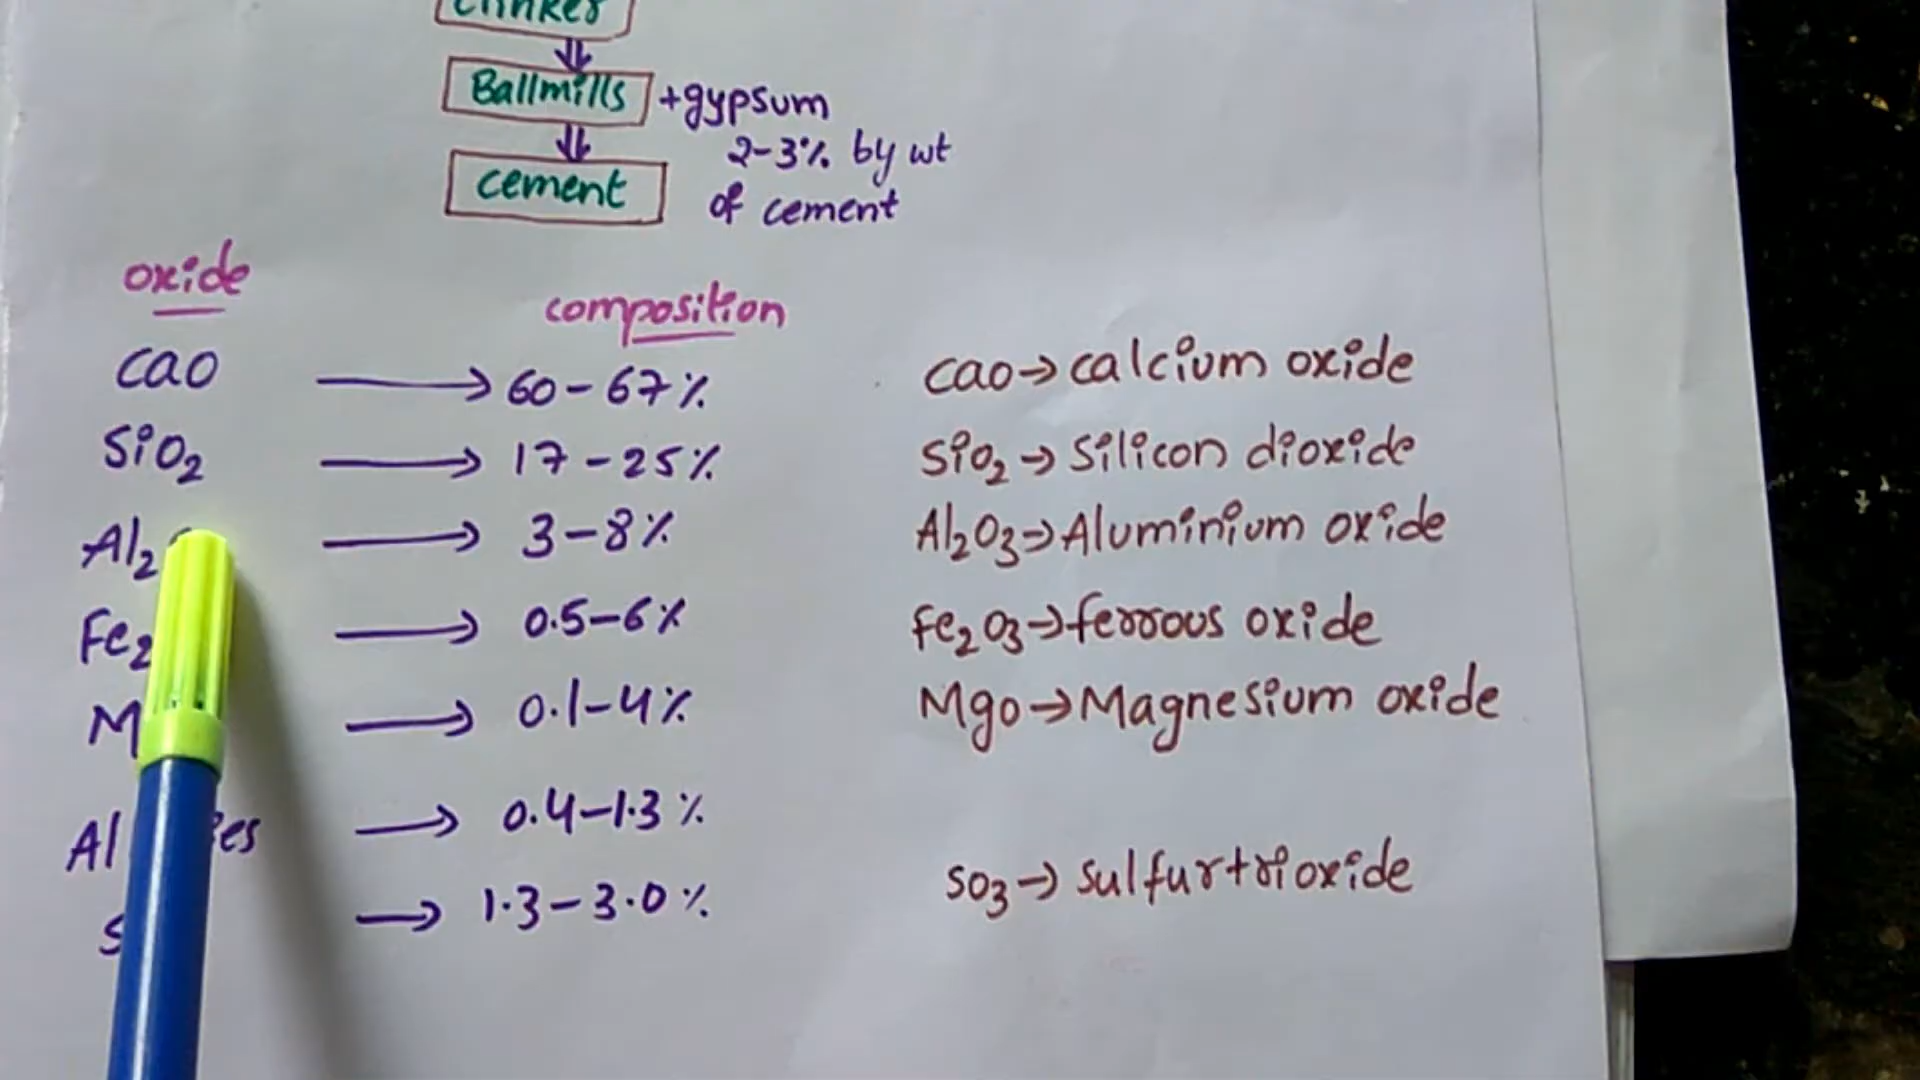 clinker
Ballmills +gypsum
2-3% by wt
cement of cement
oxide composition
cao → 60-67% cao→calcium oxide
SiO2 → 17-25% SiO2→Silicon dioxide
Al2 → 3-8% Al2O3→Aluminium oxide
Fe2 → 0.5-6% Fe2O3→ferrous oxide
M → 0.1-4% Mgo→Magnesium oxide
→ 0.4-1.3%
S → 1.3-3.0% SO3→sulfurtrioxide